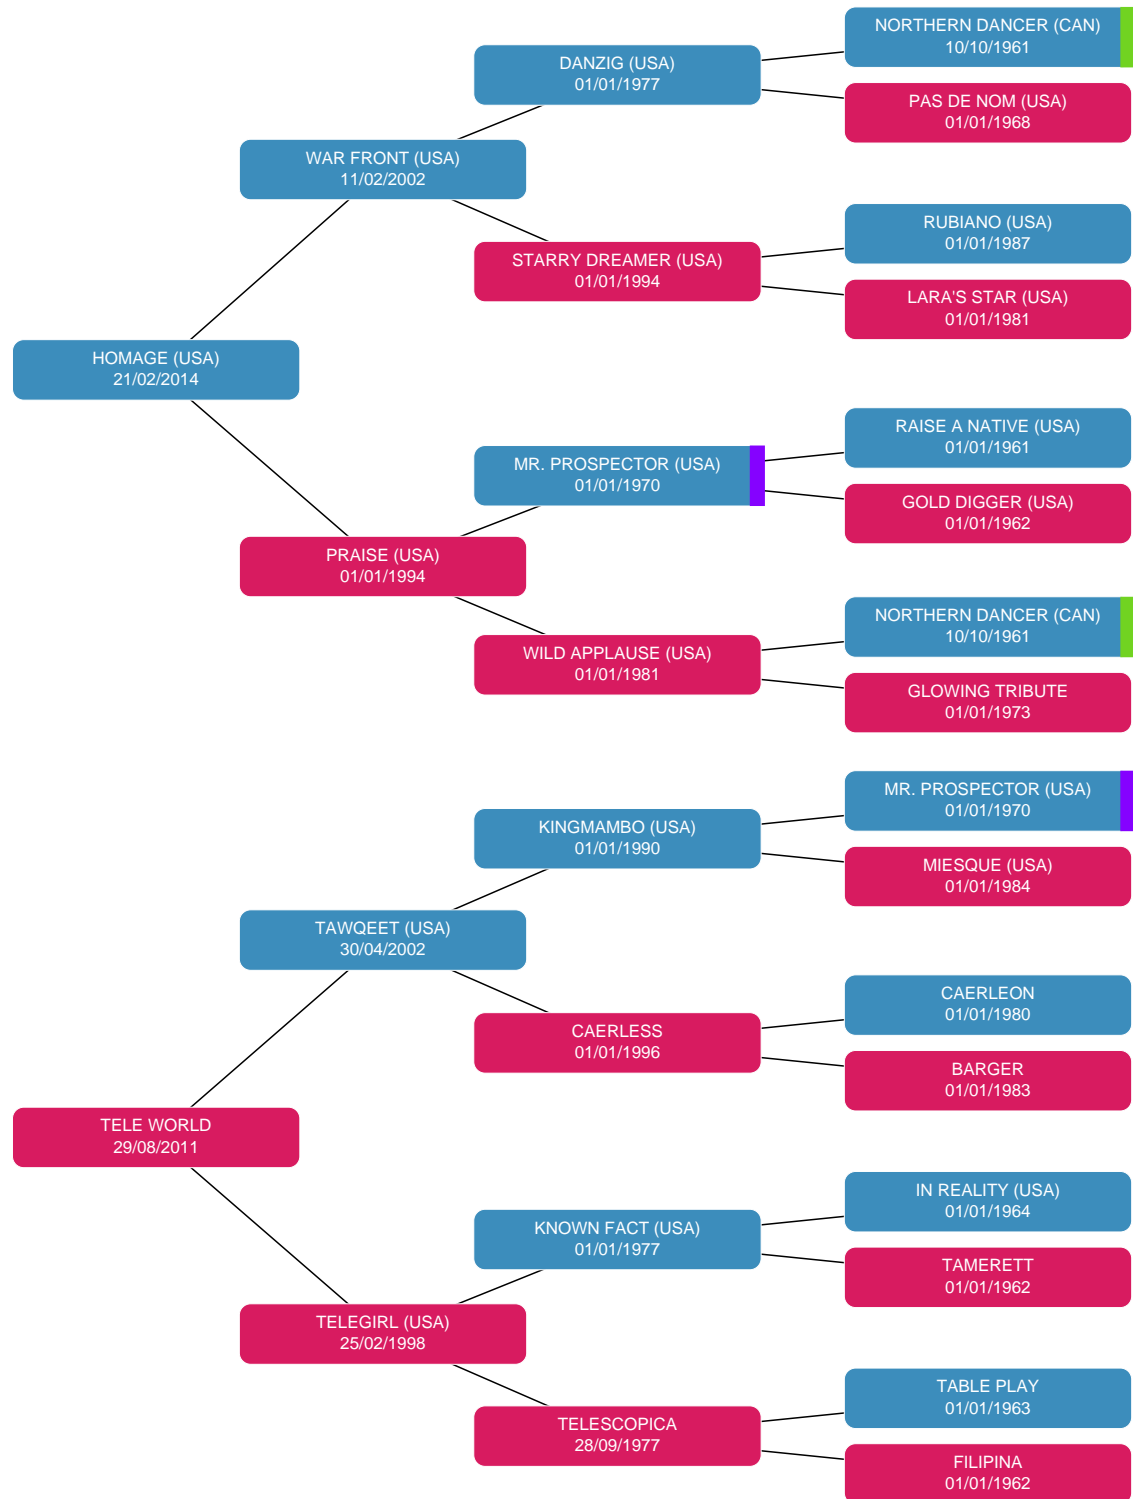 NORTHERN DANCER (CAN)
10/10/1961
DANZIG (USA)
01/01/1977
PAS DE NOM (USA)
01/01/1968
WAR FRONT (USA)
11/02/2002
RUBIANO (USA)
01/01/1987
STARRY DREAMER (USA)
01/01/1994
LARA'S STAR (USA)
01/01/1981
HOMAGE (USA)
21/02/2014
RAISE A NATIVE (USA)
01/01/1961
MR. PROSPECTOR (USA)
01/01/1970
GOLD DIGGER (USA)
01/01/1962
PRAISE (USA)
01/01/1994
NORTHERN DANCER (CAN)
10/10/1961
WILD APPLAUSE (USA)
01/01/1981
GLOWING TRIBUTE
01/01/1973
MR. PROSPECTOR (USA)
01/01/1970
KINGMAMBO (USA)
01/01/1990
MIESQUE (USA)
01/01/1984
TAWQEET (USA)
30/04/2002
CAERLEON
01/01/1980
CAERLESS
01/01/1996
BARGER
01/01/1983
TELE WORLD
29/08/2011
IN REALITY (USA)
01/01/1964
KNOWN FACT (USA)
01/01/1977
TAMERETT
01/01/1962
TELEGIRL (USA)
25/02/1998
TABLE PLAY
01/01/1963
TELESCOPICA
28/09/1977
FILIPINA
01/01/1962